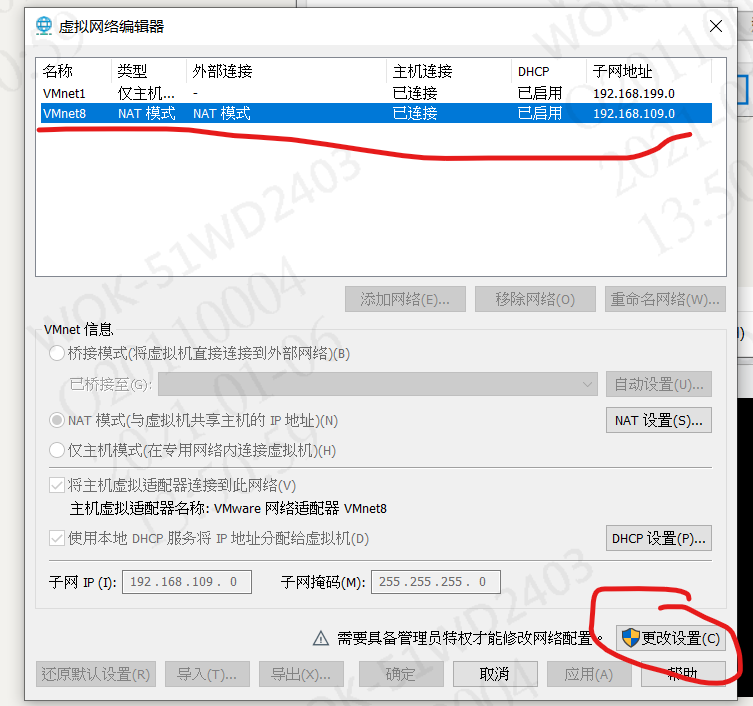 虚拟网络编辑器
名称 类型 外部连接 主机连接 DHCP 子网地址
VMnet1 仅主机... - 已连接 已启用 192.168.199.0
VMnet8 NAT 模式 NAT 模式 已连接 已启用 192.168.109.0
添加网络(E)... 移除网络(O) 重命名网络(W)...
VMnet 信息
桥接模式(将虚拟机直接连接到外部网络)(B)
已桥接至(G): 自动设置(U)...
NAT 模式(与虚拟机共享主机的 IP 地址)(N) NAT 设置(S)...
仅主机模式(在专用网络内连接虚拟机)(H)
将主机虚拟适配器连接到此网络(V)
主机虚拟适配器名称: VMware 网络适配器 VMnet8
使用本地 DHCP 服务将 IP 地址分配给虚拟机(D) DHCP 设置(P)...
子网 IP (I): 192.168.109. 0 子网掩码(M): 255.255.255. 0
需要具备管理员特权才能修改网络配置。 更改设置(C)
还原默认设置(R) 导入(T)... 导出(X)... 确定 取消 应用(A) 帮助
WOK-51WD2403
Q20110004
2021-01-06
13:50:59